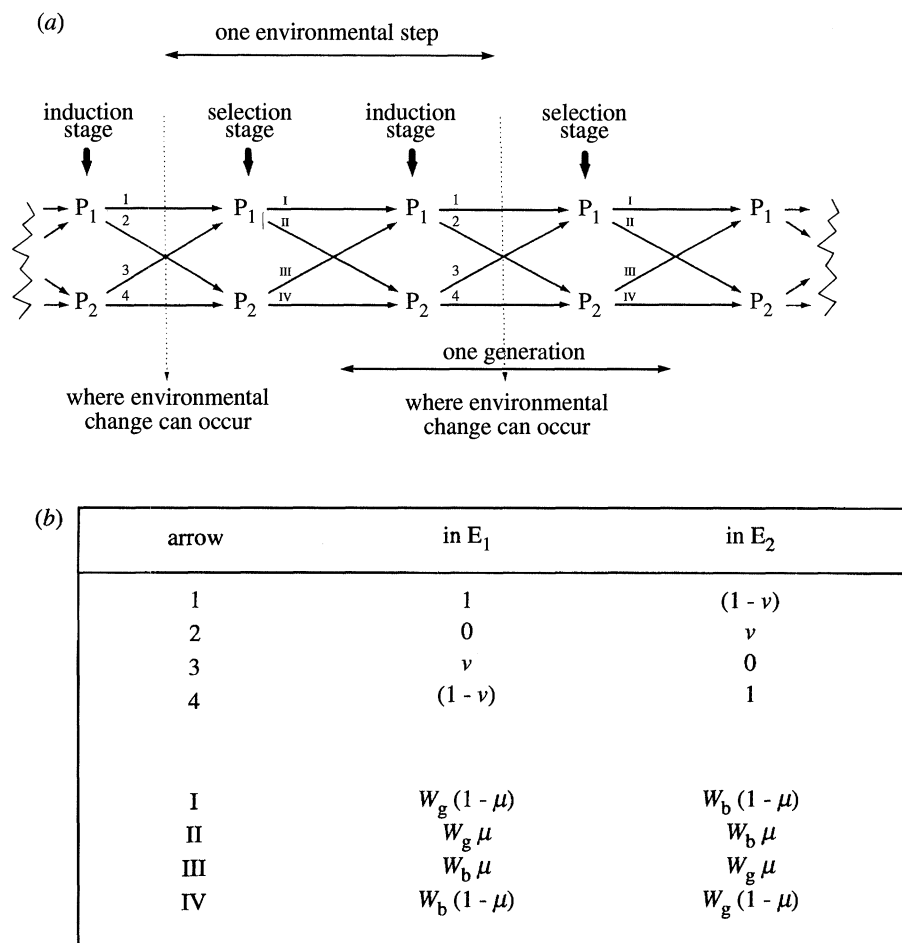 (a)
one environmental step
induction stage selection stage induction stage selection stage
P1 1 2 P1 I II P1 1 2 P1 I II P1
P2 3 4 P2 III IV P2 3 4 P2 III IV P2
one generation
where environmental change can occur where environmental change can occur
(b)
arrow in E1 in E2
1 1 (1 - v)
2 0 v
3 v 0
4 (1 - v) 1
I Wg (1 - μ) Wb (1 - μ)
II Wg μ Wb μ
III Wb μ Wg μ
IV Wb (1 - μ) Wg (1 - μ)